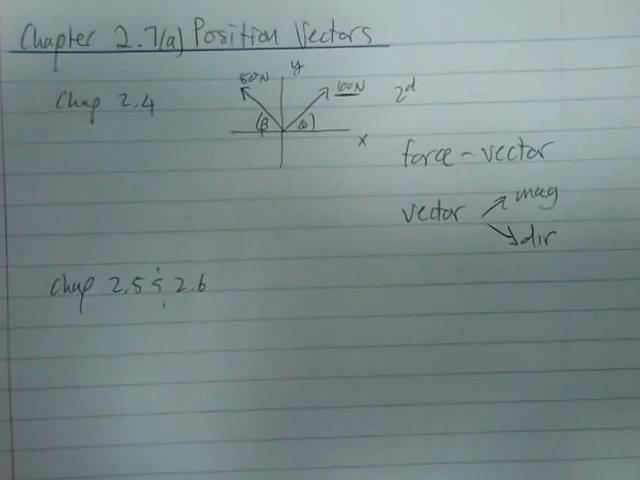 Chapter 2.7(a) Position Vectors
Chap 2.4
y
50N
100N
2d
(β
x
force - vector
vector
mag
dir
Chap 2.5 & 2.6